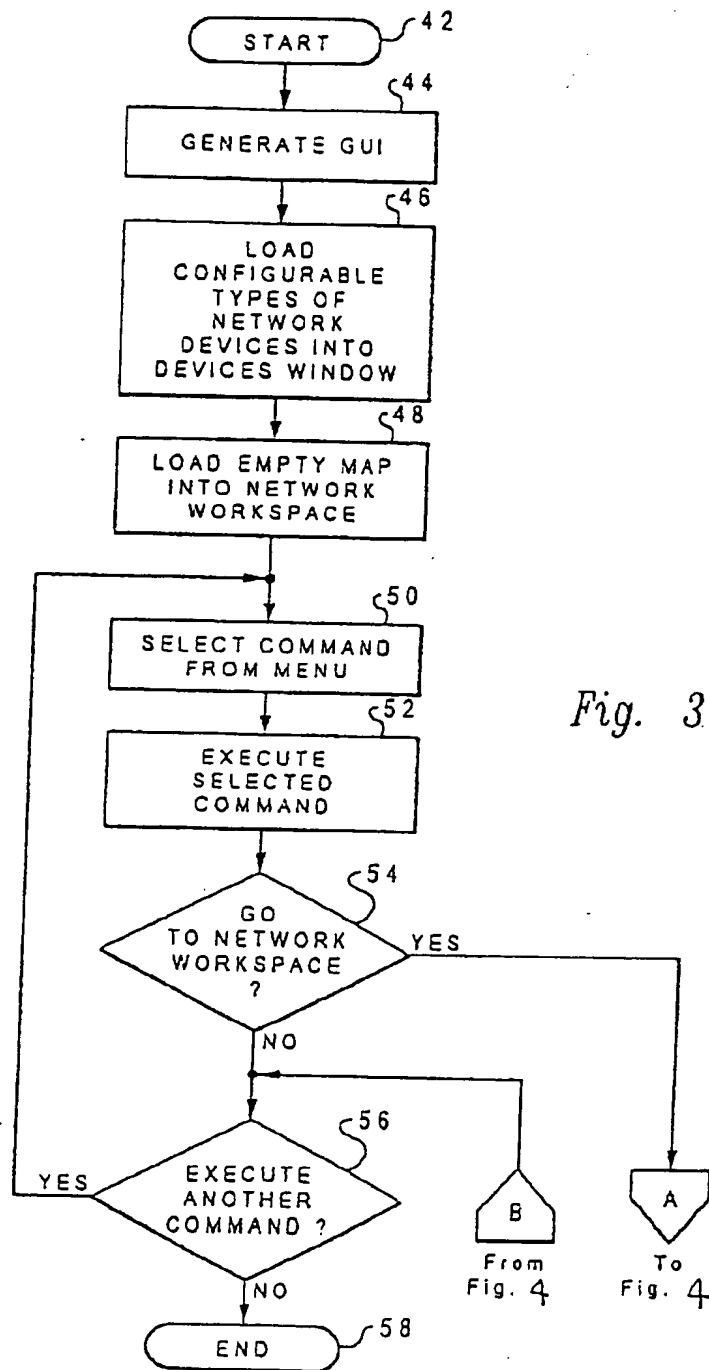 START
42
44
GENERATE GUI
46
LOAD
CONFIGURABLE
TYPES OF
NETWORK
DEVICES INTO
DEVICES WINDOW
48
LOAD EMPTY MAP
INTO NETWORK
WORKSPACE
50
SELECT COMMAND
FROM MENU
52
EXECUTE
SELECTED
COMMAND
Fig. 3
54
GO
TO NETWORK
WORKSPACE
?
YES
NO
56
EXECUTE
ANOTHER
COMMAND ?
YES
NO
B
From
Fig. 4
A
To
Fig. 4
END
58